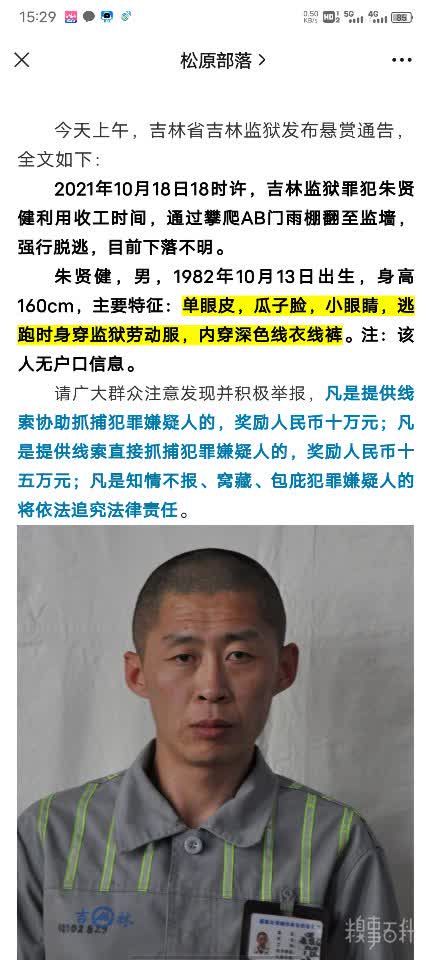 15:29
0.50
KB/s
HD
1
2
5G
4G
85
松原部落
今天上午，吉林省吉林监狱发布悬赏通告，
全文如下：
2021年10月18日18时许，吉林监狱罪犯朱贤
健利用收工时间，通过攀爬AB门雨棚翻至监墙，
强行脱逃，目前下落不明。
朱贤健，男，1982年10月13日出生，身高
160cm，主要特征：单眼皮，瓜子脸，小眼睛，逃
跑时身穿监狱劳动服，内穿深色线衣线裤。注：该
人无户口信息。
请广大群众注意发现并积极举报，凡是提供线
索协助抓捕犯罪嫌疑人的，奖励人民币十万元；凡
是提供线索直接抓捕犯罪嫌疑人的，奖励人民币十
五万元；凡是知情不报、窝藏、包庇犯罪嫌疑人的
将依法追究法律责任。
吉 林
糗事百科